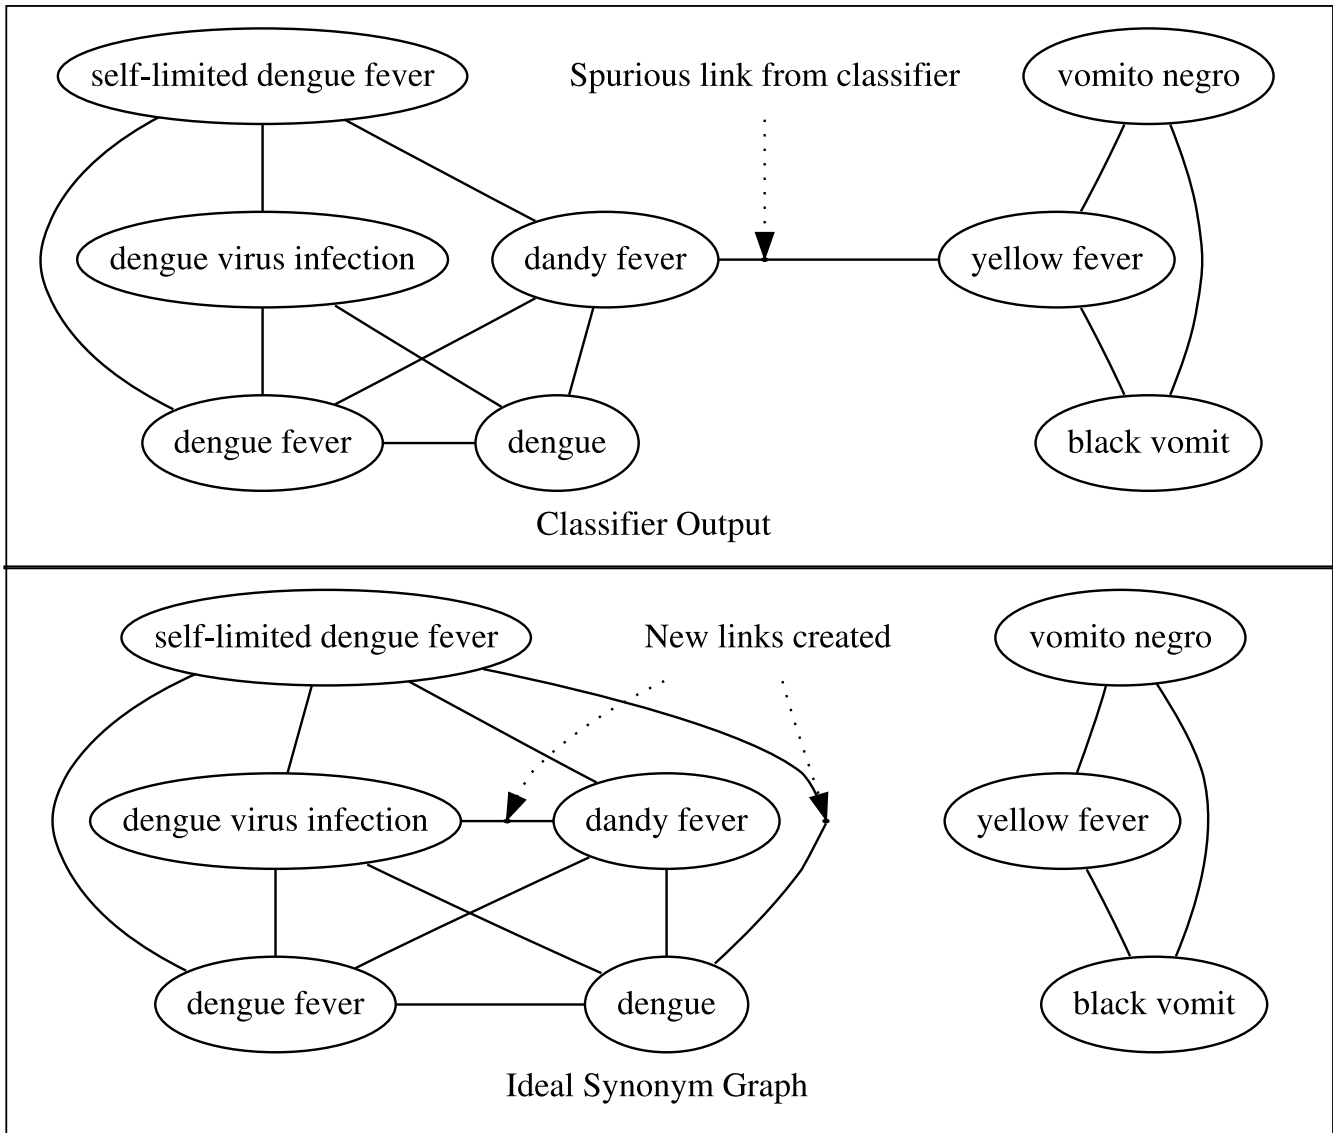 self-limited dengue fever
Spurious link from classifier
vomito negro
dengue virus infection
dandy fever
yellow fever
dengue fever
dengue
black vomit
Classifier Output
self-limited dengue fever
New links created
vomito negro
dengue virus infection
dandy fever
yellow fever
dengue fever
dengue
black vomit
Ideal Synonym Graph